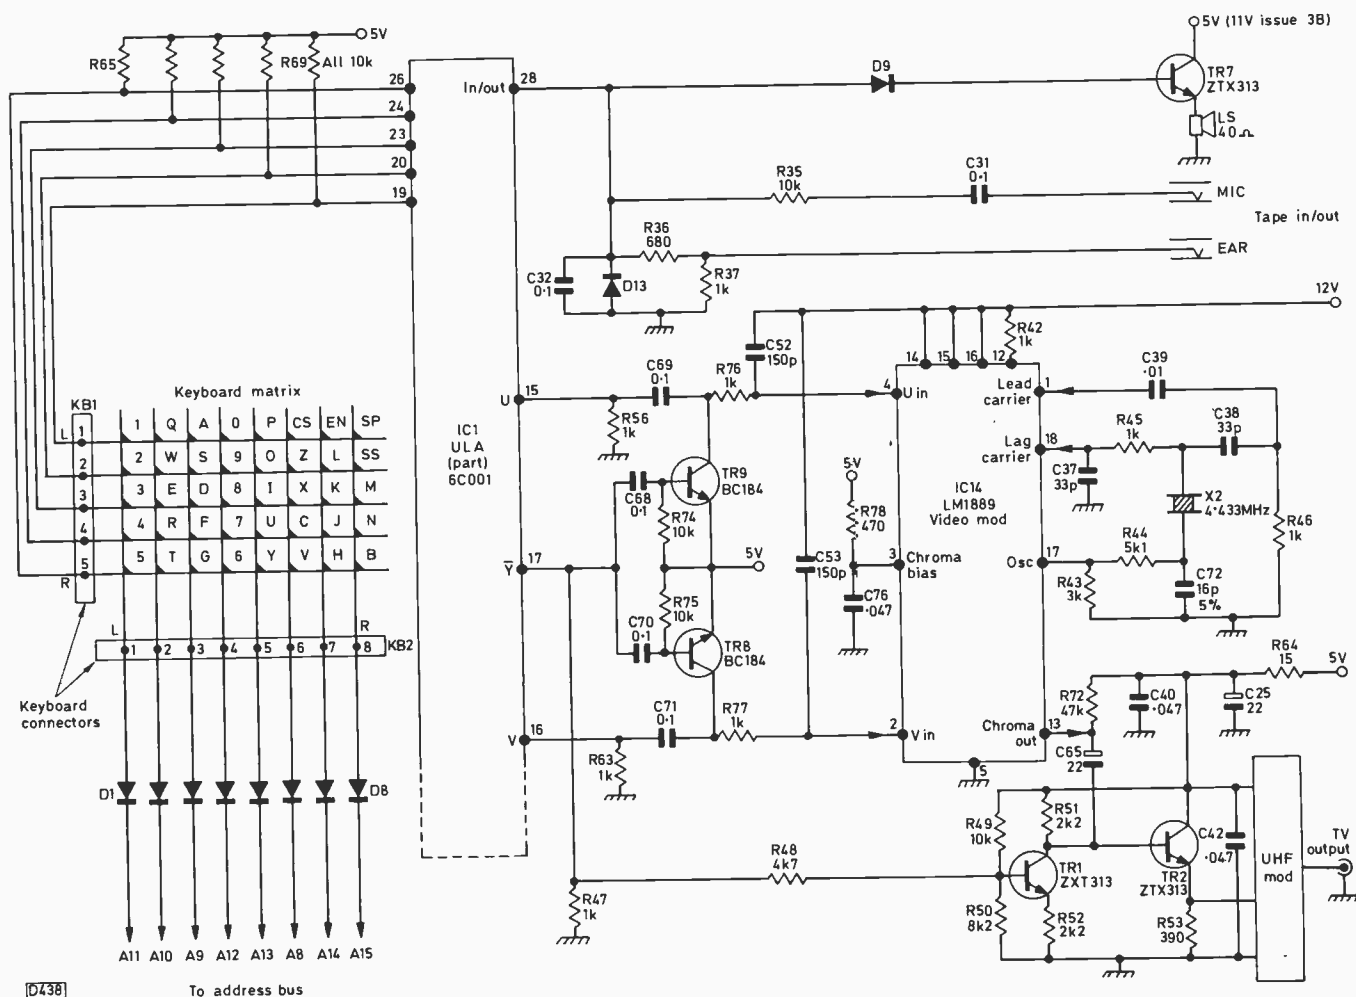 5V
R65
R69
All 10k
26
24
23
20
19
In/out
28
D9
5V (11V issue 3B)
TR7
ZTX313
LS
40Ω
R35
10k
C31
0·1
MIC
Tape in/out
EAR
R36
680
C32
0·1
D13
R37
1k
12V
C52
150p
R42
1k
14
15
16
12
C69
0·1
R76
1k
4
U in
Lead
carrier
1
C39
·01
U
15
R56
1k
IC1
ULA
(part)
6C001
Lag
carrier
18
R45
1k
C38
33p
C37
33p
X2
4·433MHz
R46
1k
TR9
BC184
C68
0·1
R74
10k
5V
R78
470
IC14
LM1889
Video mod
Y
17
5V
C53
150p
3
Chroma
bias
C76
·047
Osc
17
R44
5k1
R43
3k
C72
16p
5%
R75
10k
C70
0·1
TR8
BC184
C71
0·1
R77
1k
V
16
R63
1k
2
V in
Chroma
out
13
5
R72
47k
C40
·047
C25
22
R64
15
5V
C65
22
R49
10k
R51
2k2
TR1
ZXT313
TR2
ZTX313
C42
·047
UHF
mod
TV
output
R48
4k7
R47
1k
R50
8k2
R52
2k2
R53
390
Keyboard matrix
KB1
L
1
2
3
4
5
R
1 Q A 0 P CS EN SP
2 W S 9 O Z L SS
3 E D 8 I X K M
4 R F 7 U C J N
5 T G 6 Y V H B
L
R
1 2 3 4 5 6 7 8
KB2
Keyboard
connectors
D1
D8
A11 A10 A9 A12 A13 A8 A14 A15
D438
To address bus